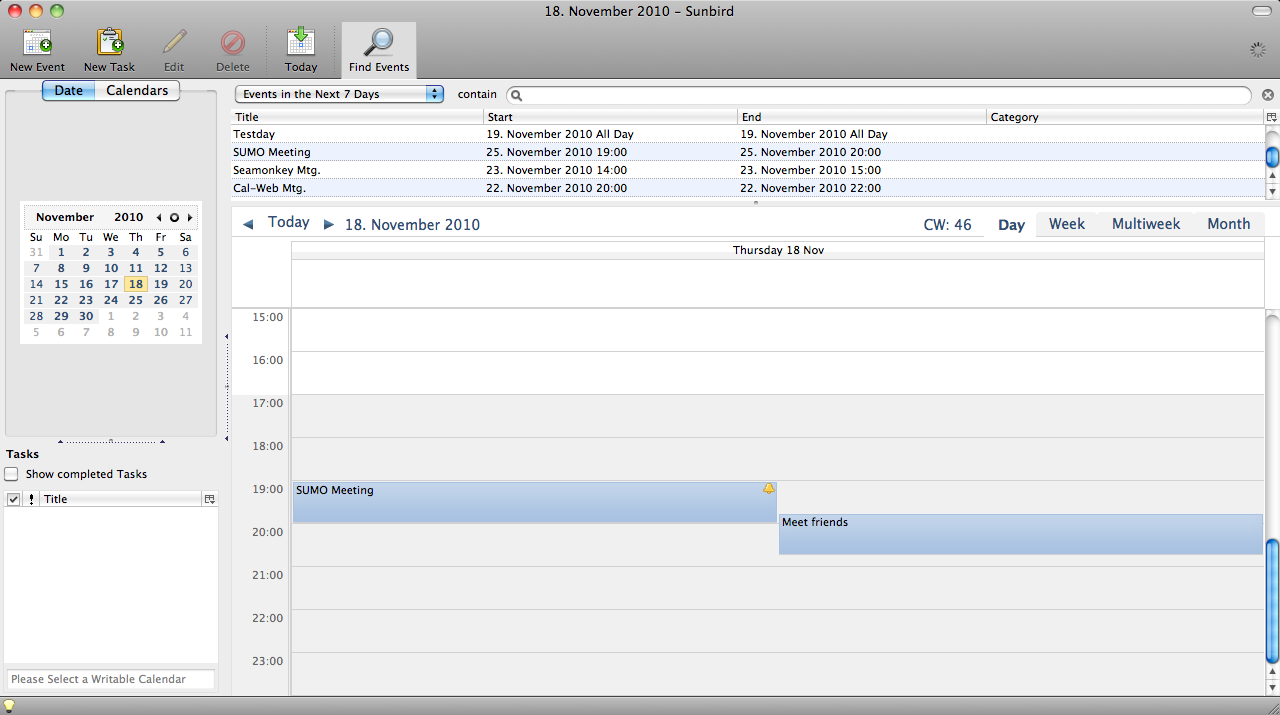 18. November 2010 – Sunbird
New Event New Task Edit Delete Today Find Events
Date Calendars
Events in the Next 7 Days contain
Title Start End Category
Testday 19. November 2010 All Day 19. November 2010 All Day
SUMO Meeting 25. November 2010 19:00 25. November 2010 20:00
Seamonkey Mtg. 23. November 2010 14:00 23. November 2010 15:00
Cal-Web Mtg. 22. November 2010 20:00 22. November 2010 22:00
November 2010
Su Mo Tu We Th Fr Sa
31 1 2 3 4 5 6
7 8 9 10 11 12 13
14 15 16 17 18 19 20
21 22 23 24 25 26 27
28 29 30 1 2 3 4
5 6 7 8 9 10 11
Tasks
Show completed Tasks
! Title
Please Select a Writable Calendar
Today 18. November 2010 CW: 46 Day Week Multiweek Month
Thursday 18 Nov
15:00
16:00
17:00
18:00
19:00 SUMO Meeting
Meet friends
20:00
21:00
22:00
23:00